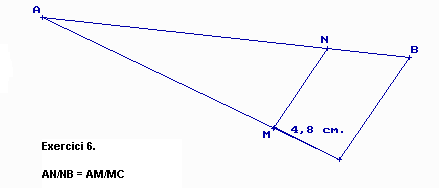 A
N
B
M 4,8 cm.
Exercici 6.
AN/NB = AM/MC